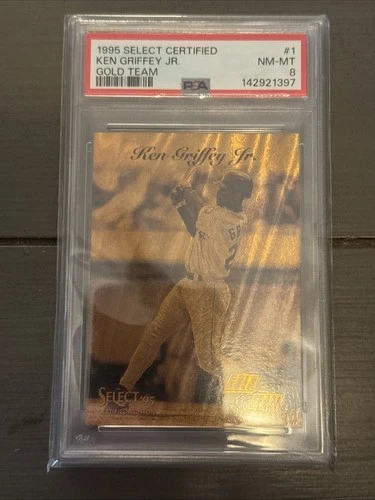 1995 SELECT CERTIFIED #1
KEN GRIFFEY JR. NM-MT
GOLD TEAM 8
PSA 142921397
Ken Griffey Jr.
SELECT '95